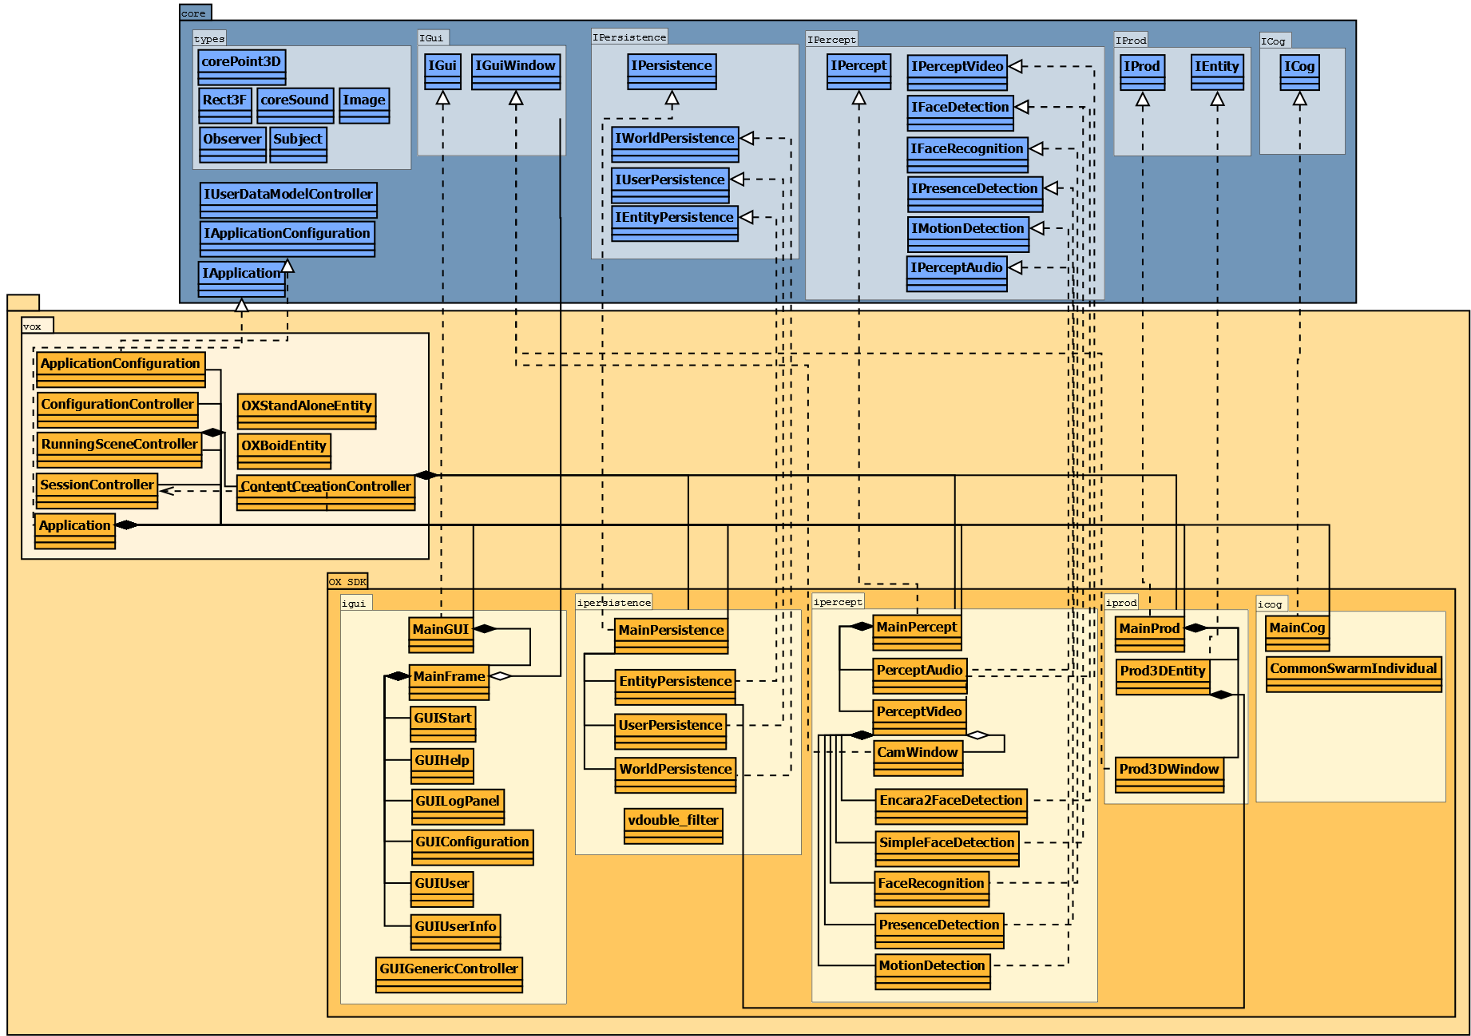 core
types
corePoint3D
Rect3F
coreSound
Image
Observer
Subject
IUserDataModelController
IApplicationConfiguration
IApplication
IGui
IGui
IGuiWindow
IPersistence
IPersistence
IWorldPersistence
IUserPersistence
IEntityPersistence
IPercept
IPercept
IPerceptVideo
IFaceDetection
IFaceRecognition
IPresenceDetection
IMotionDetection
IPerceptAudio
IProd
IProd
IEntity
ICog
ICog
vox
ApplicationConfiguration
ConfigurationController
RunningSceneController
SessionController
Application
OXStandAloneEntity
OXBoidEntity
ContentCreationController
OX SDK
igui
MainGUI
MainFrame
GUIStart
GUIHelp
GUILogPanel
GUIConfiguration
GUIUser
GUIUserInfo
GUIGenericController
ipersistence
MainPersistence
EntityPersistence
UserPersistence
WorldPersistence
vdouble_filter
ipercept
MainPercept
PerceptAudio
PerceptVideo
CamWindow
Encara2FaceDetection
SimpleFaceDetection
FaceRecognition
PresenceDetection
MotionDetection
iprod
MainProd
Prod3DEntity
Prod3DWindow
icog
MainCog
CommonSwarmIndividual